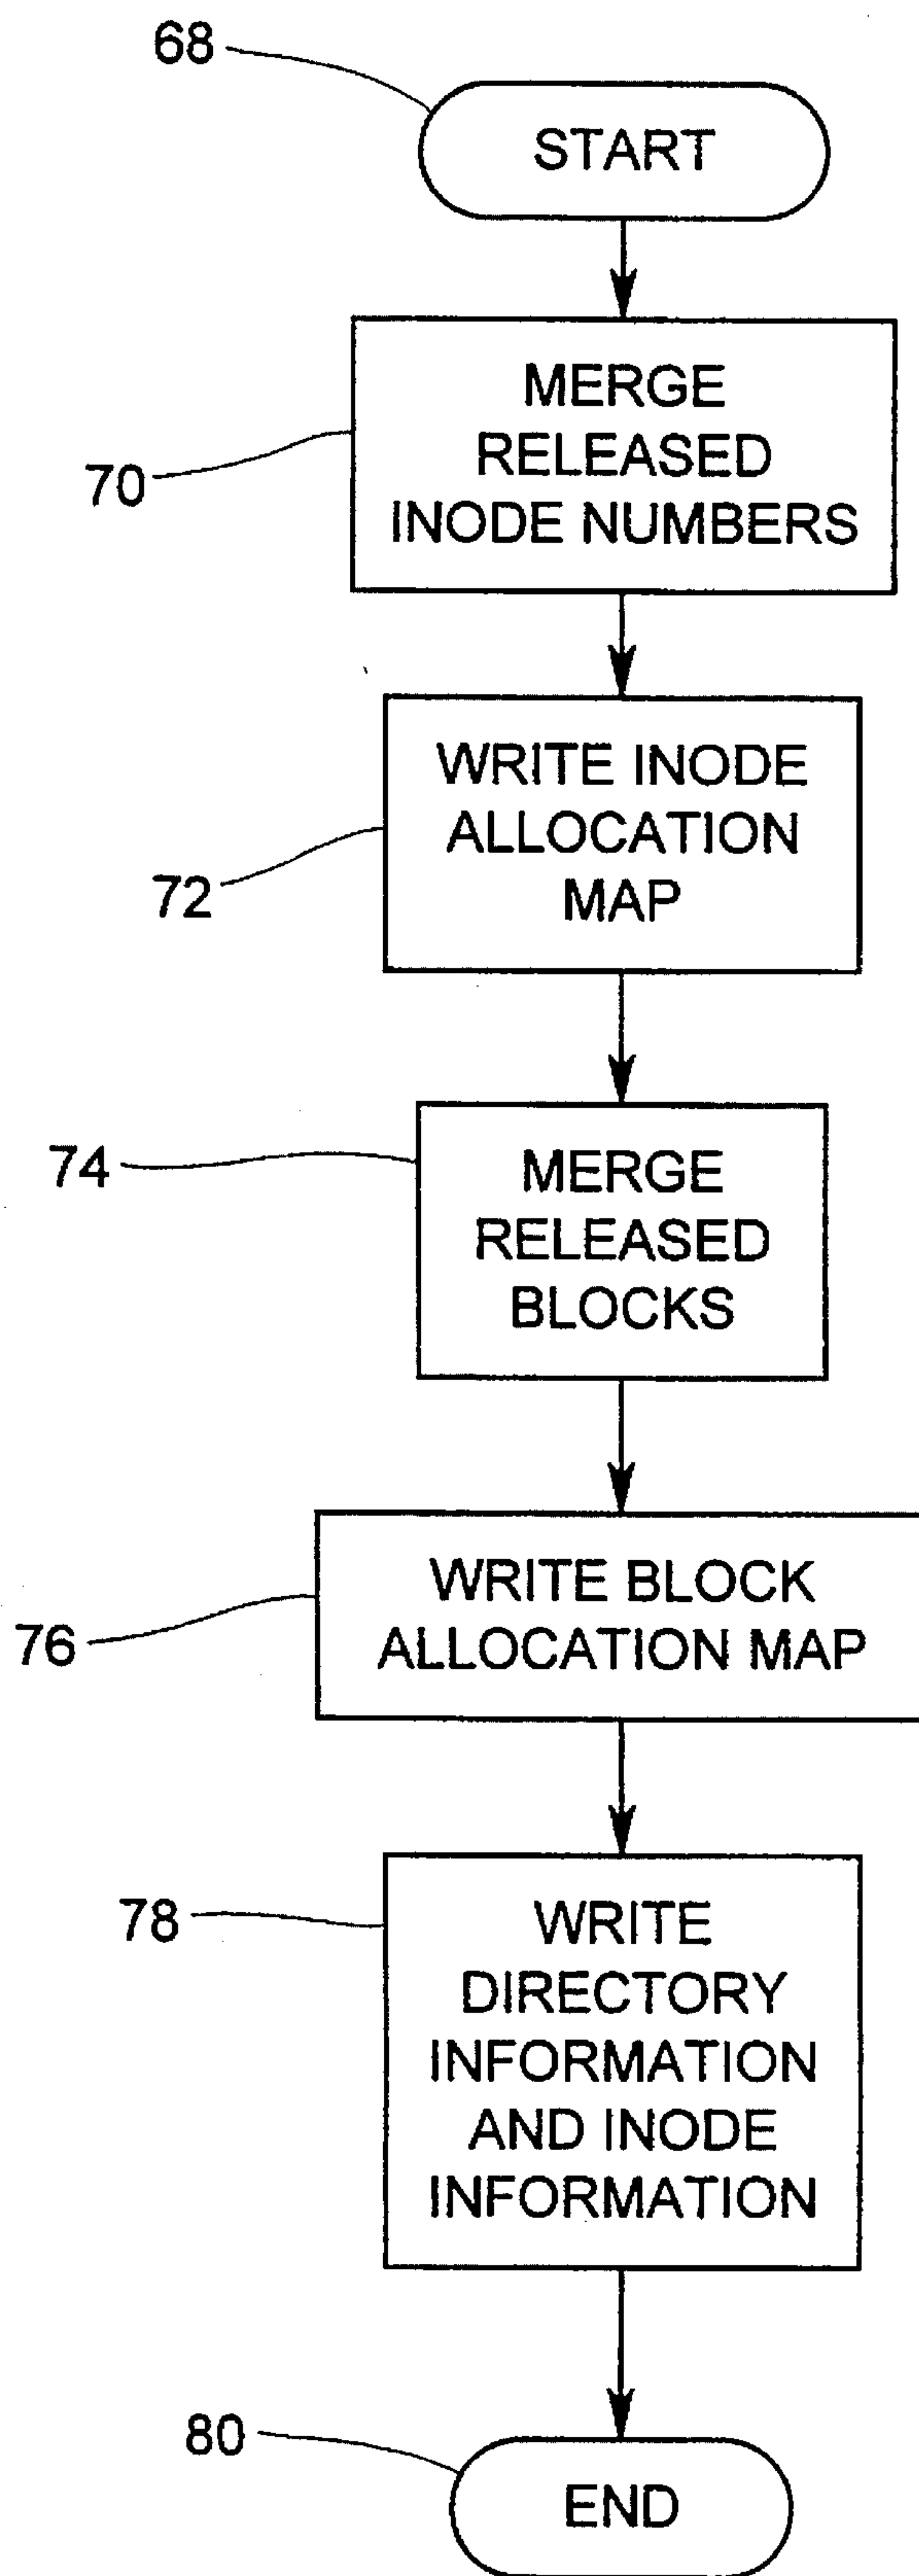 68
START
MERGE
RELEASED
INODE NUMBERS
70
WRITE INODE
ALLOCATION
MAP
72
74
MERGE
RELEASED
BLOCKS
WRITE BLOCK
ALLOCATION MAP
76
78
WRITE
DIRECTORY
INFORMATION
AND INODE
INFORMATION
80
END